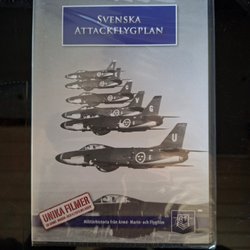 SVENSKA
ATTACKFLYGPLAN
U
UNIKA FILMER
Militärhistoria från Armé- Marin- och Flygfilm